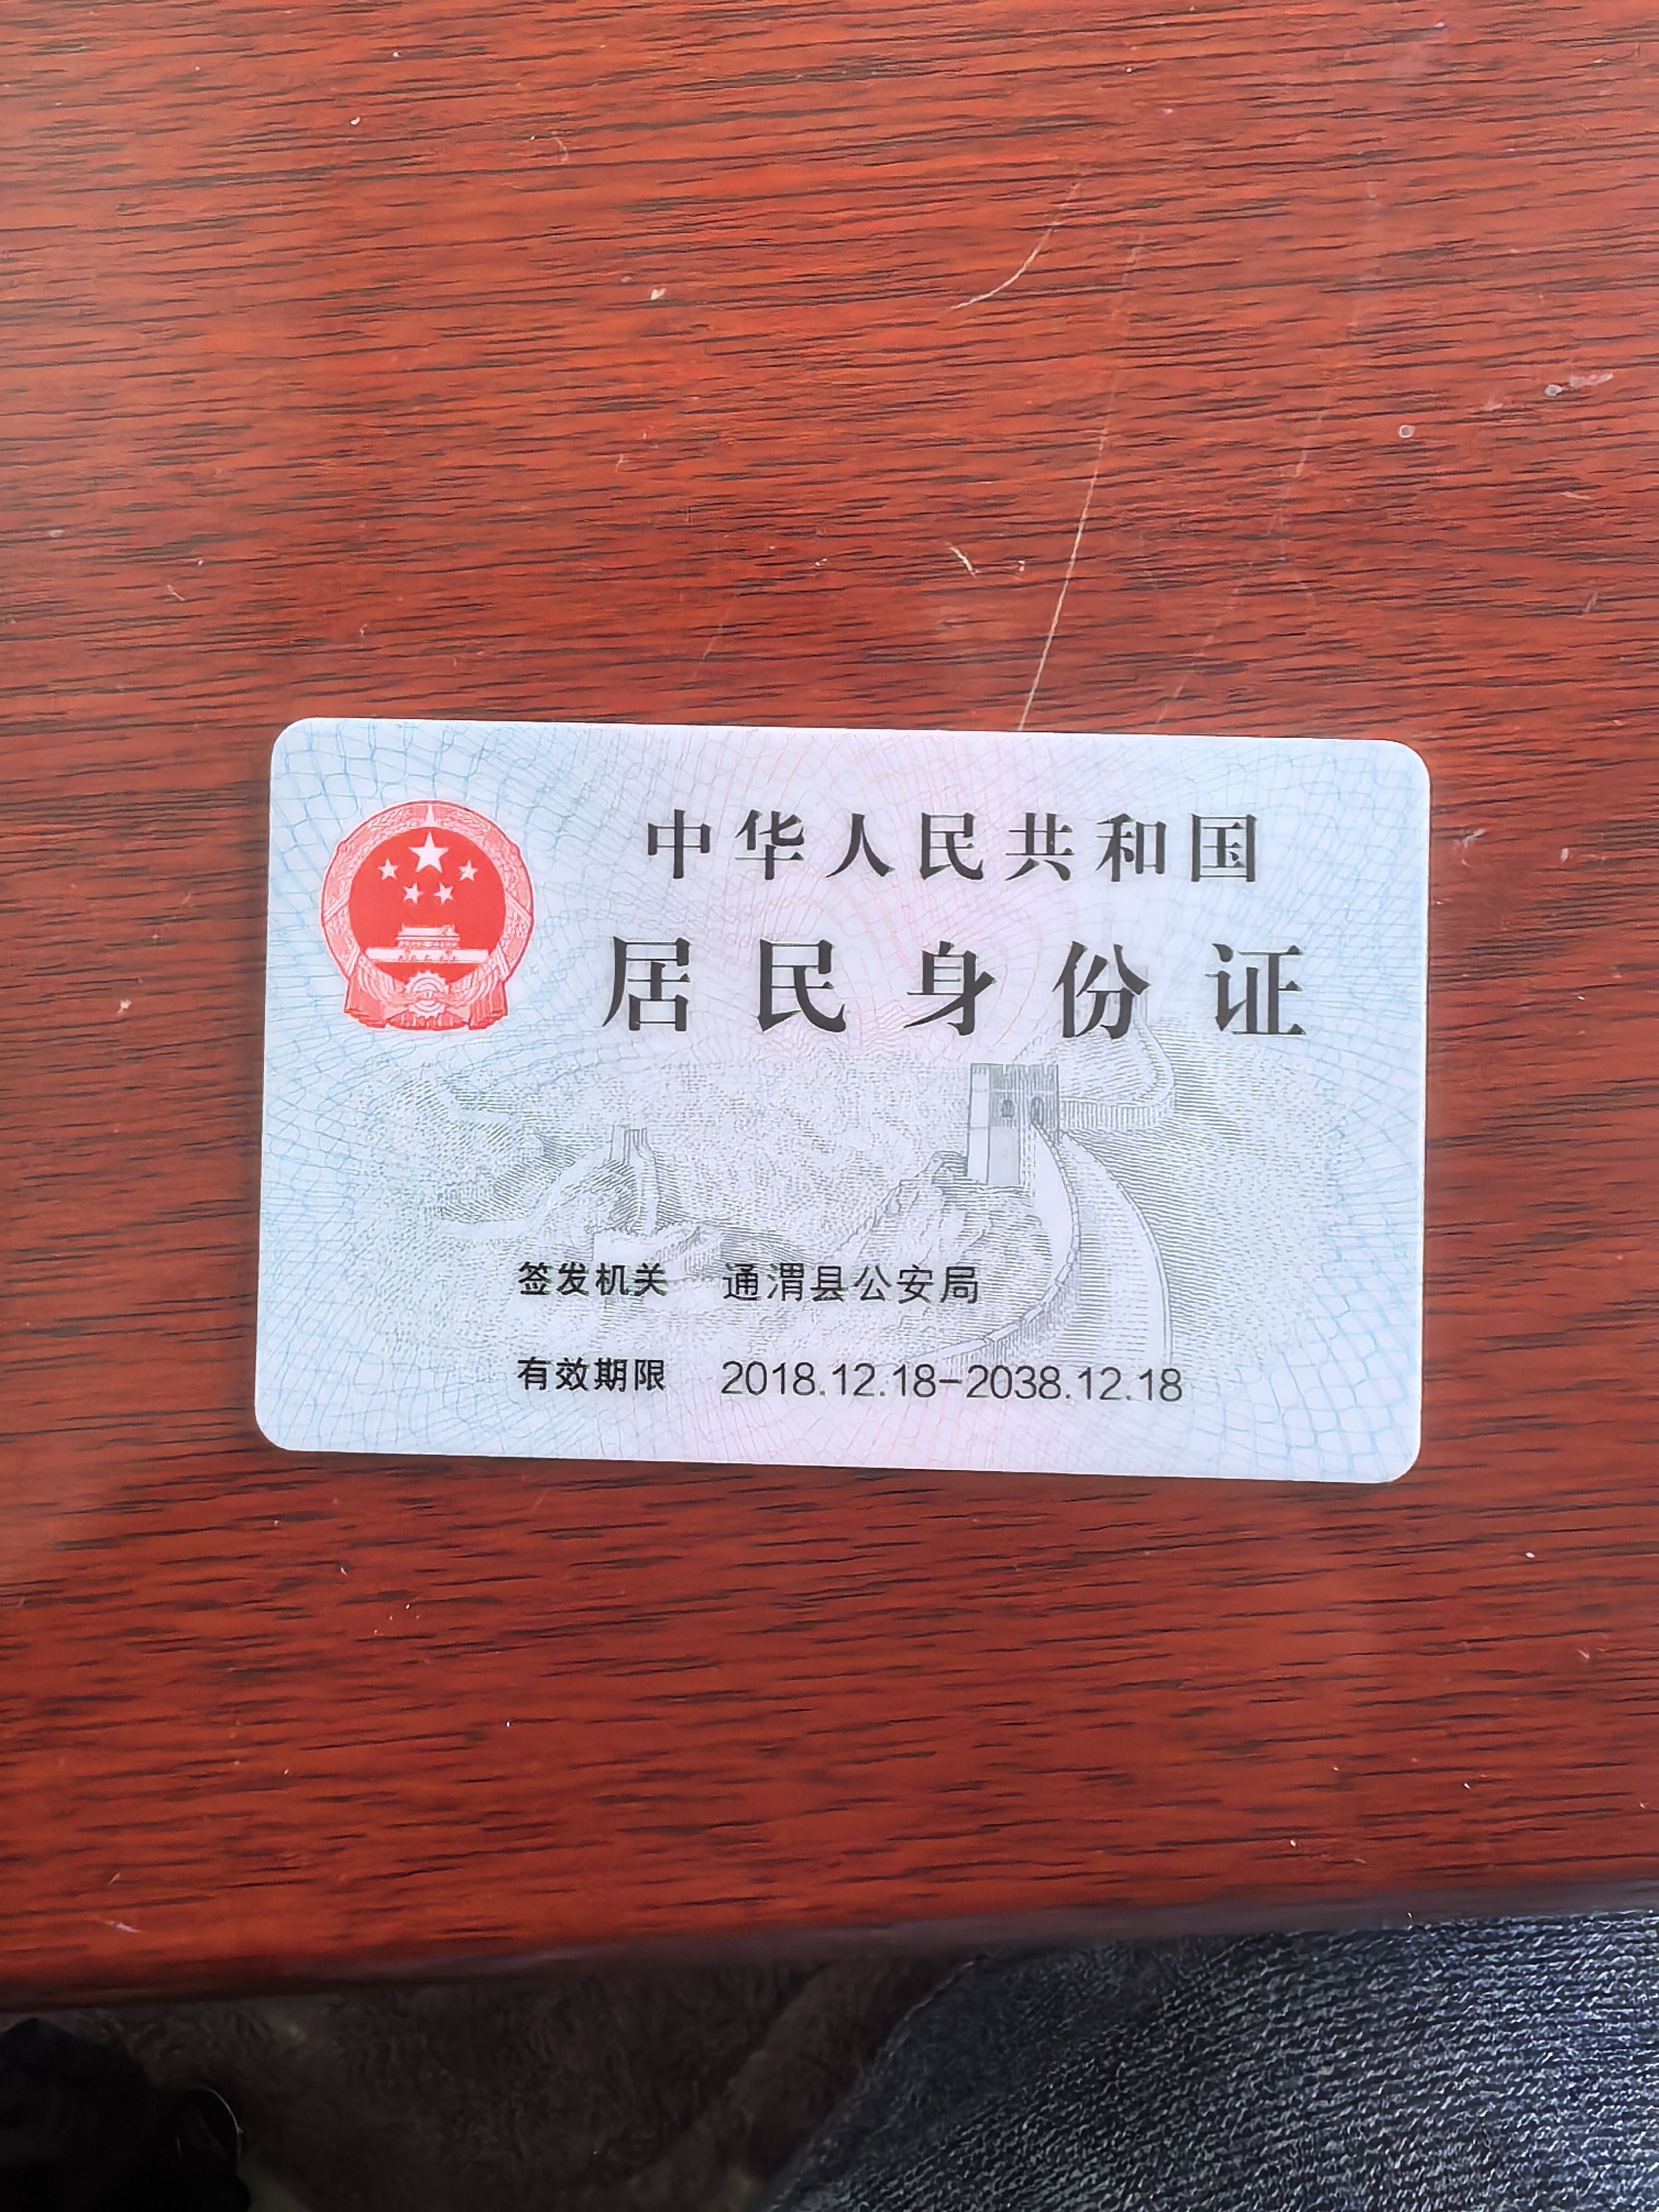 中华人民共和国
居民身份证
签发机关 通渭县公安局
有效期限 2018.12.18-2038.12.18